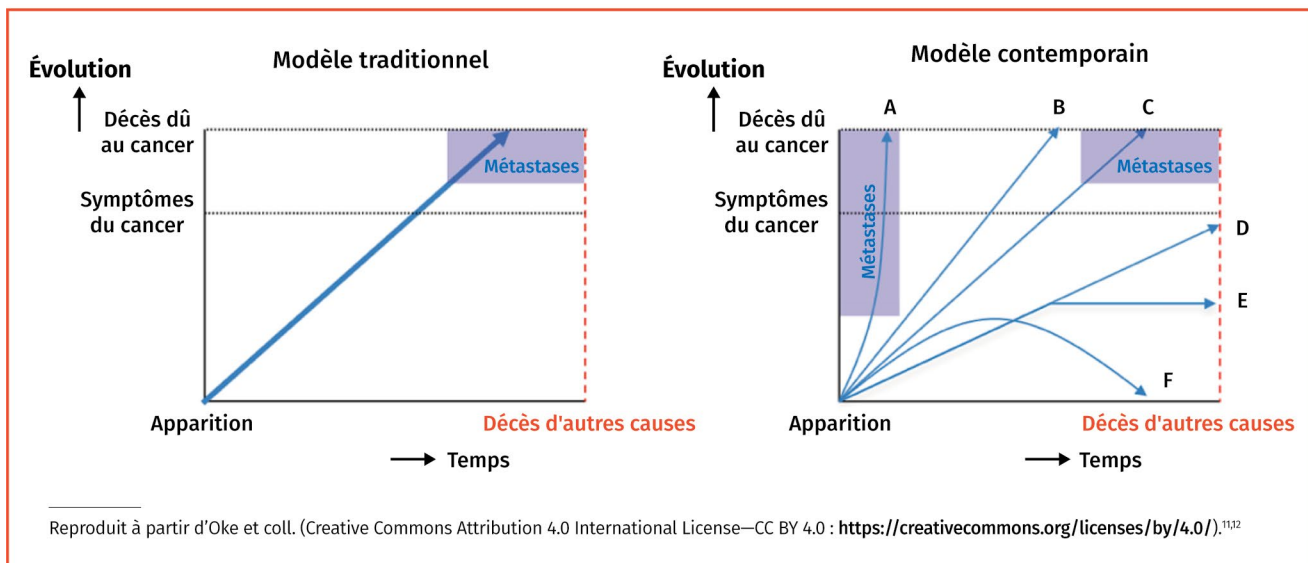 Modèle traditionnel
Évolution
Décès dû
au cancer
Métastases
Symptômes
du cancer
Apparition
Décès d'autres causes
Temps
Modèle contemporain
Évolution
A
B
C
Décès dû
au cancer
Métastases
Métastases
Symptômes
du cancer
D
E
F
Apparition
Décès d'autres causes
Temps
Reproduit à partir d’Oke et coll. (Creative Commons Attribution 4.0 International License—CC BY 4.0 : https://creativecommons.org/licenses/by/4.0/).11,12